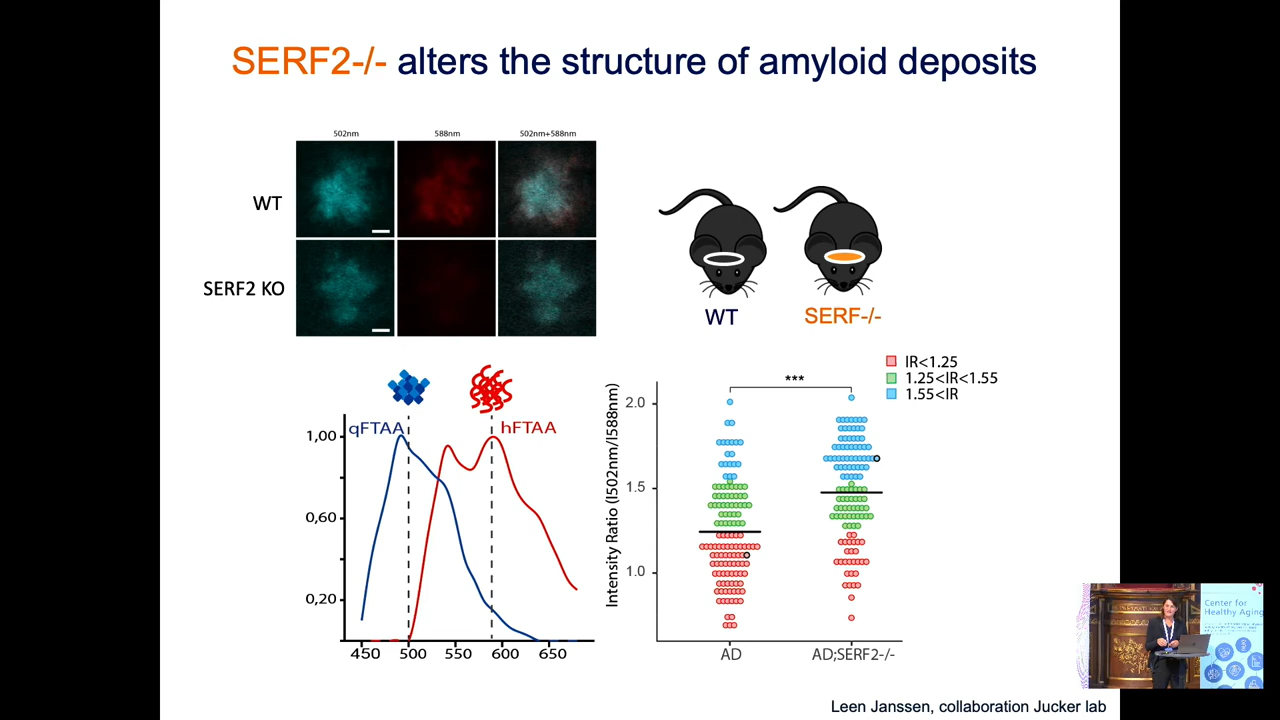 SERF2-/- alters the structure of amyloid deposits
502nm 588nm 502nm+588nm
WT
SERF2 KO
WT SERF-/-
qFTAA hFTAA
1,00
0,60
0,20
450 500 550 600 650
IR<1.25
1.25<IR<1.55
1.55<IR
***
Intensity Ratio (I502nm/I588nm)
2.0
1.5
1.0
AD AD;SERF2-/-
Center for
Healthy Aging
Leen Janssen, collaboration Jucker lab